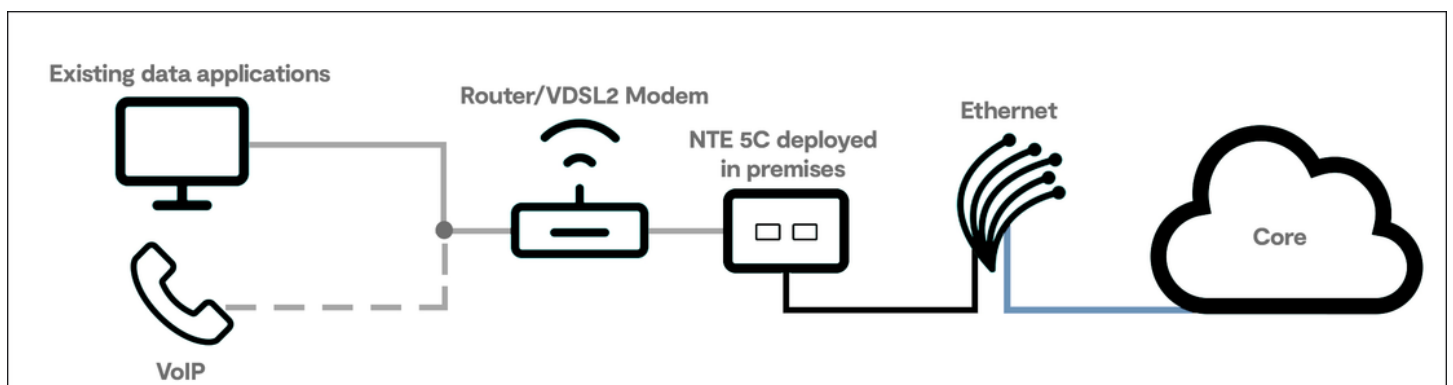 Existing data applications
Router/VDSL2 Modem
NTE 5C deployed
in premises
Ethernet
Core
VoIP